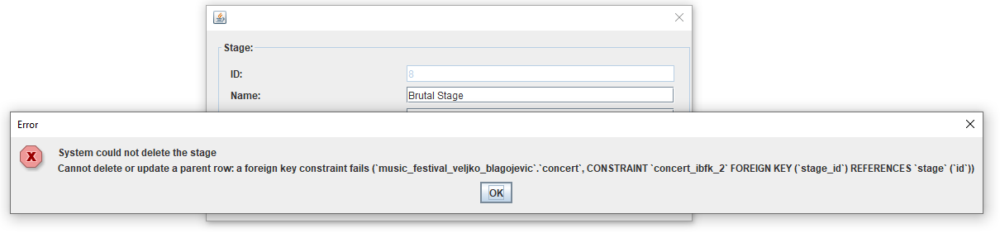 Stage:
ID: 8
Name: Brutal Stage
Error
System could not delete the stage
Cannot delete or update a parent row: a foreign key constraint fails (`music_festival_veljko_blagojevic`.`concert`, CONSTRAINT `concert_ibfk_2` FOREIGN KEY (`stage_id`) REFERENCES `stage` (`id`))
OK